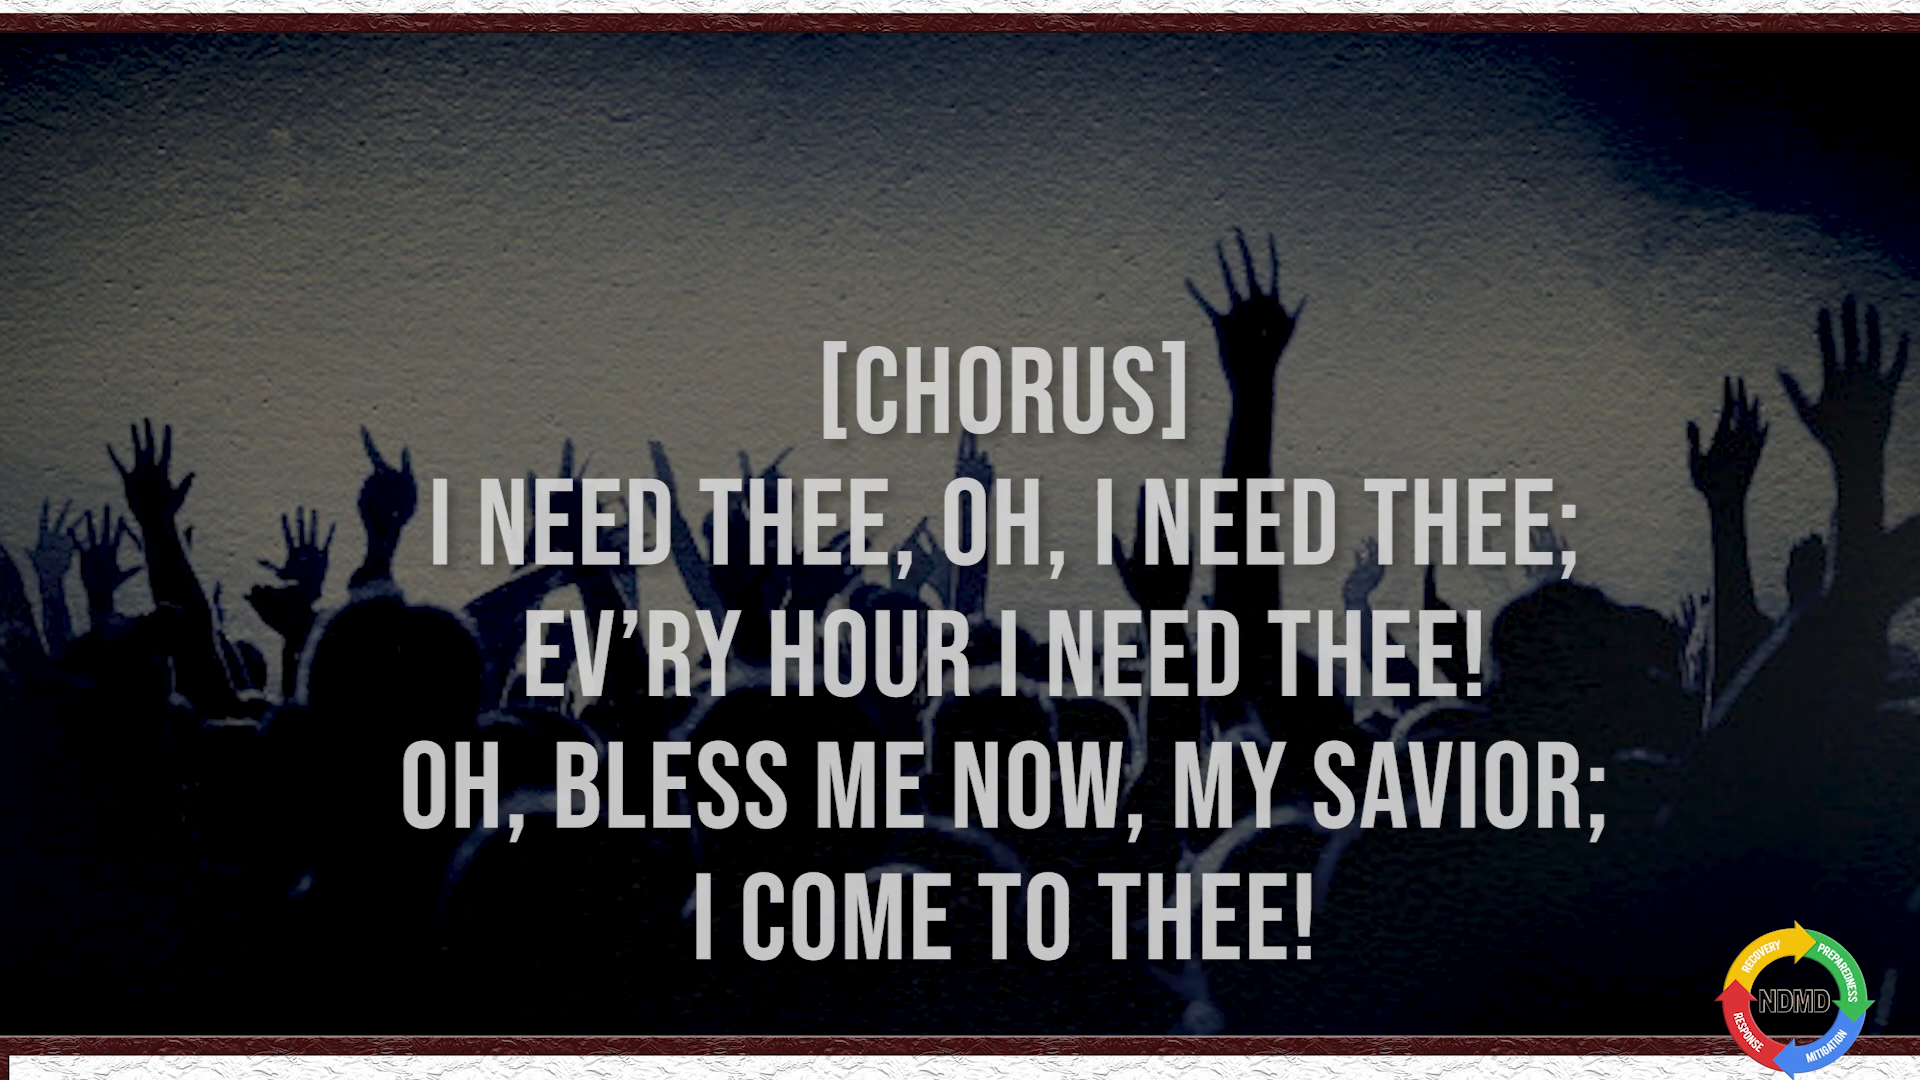 [CHORUS]
I NEED THEE, OH, I NEED THEE;
EV’RY HOUR I NEED THEE!
OH, BLESS ME NOW, MY SAVIOR;
I COME TO THEE!
RECOVERY
PREPAREDNESS
NDMD
RESPONSE
MITIGATION